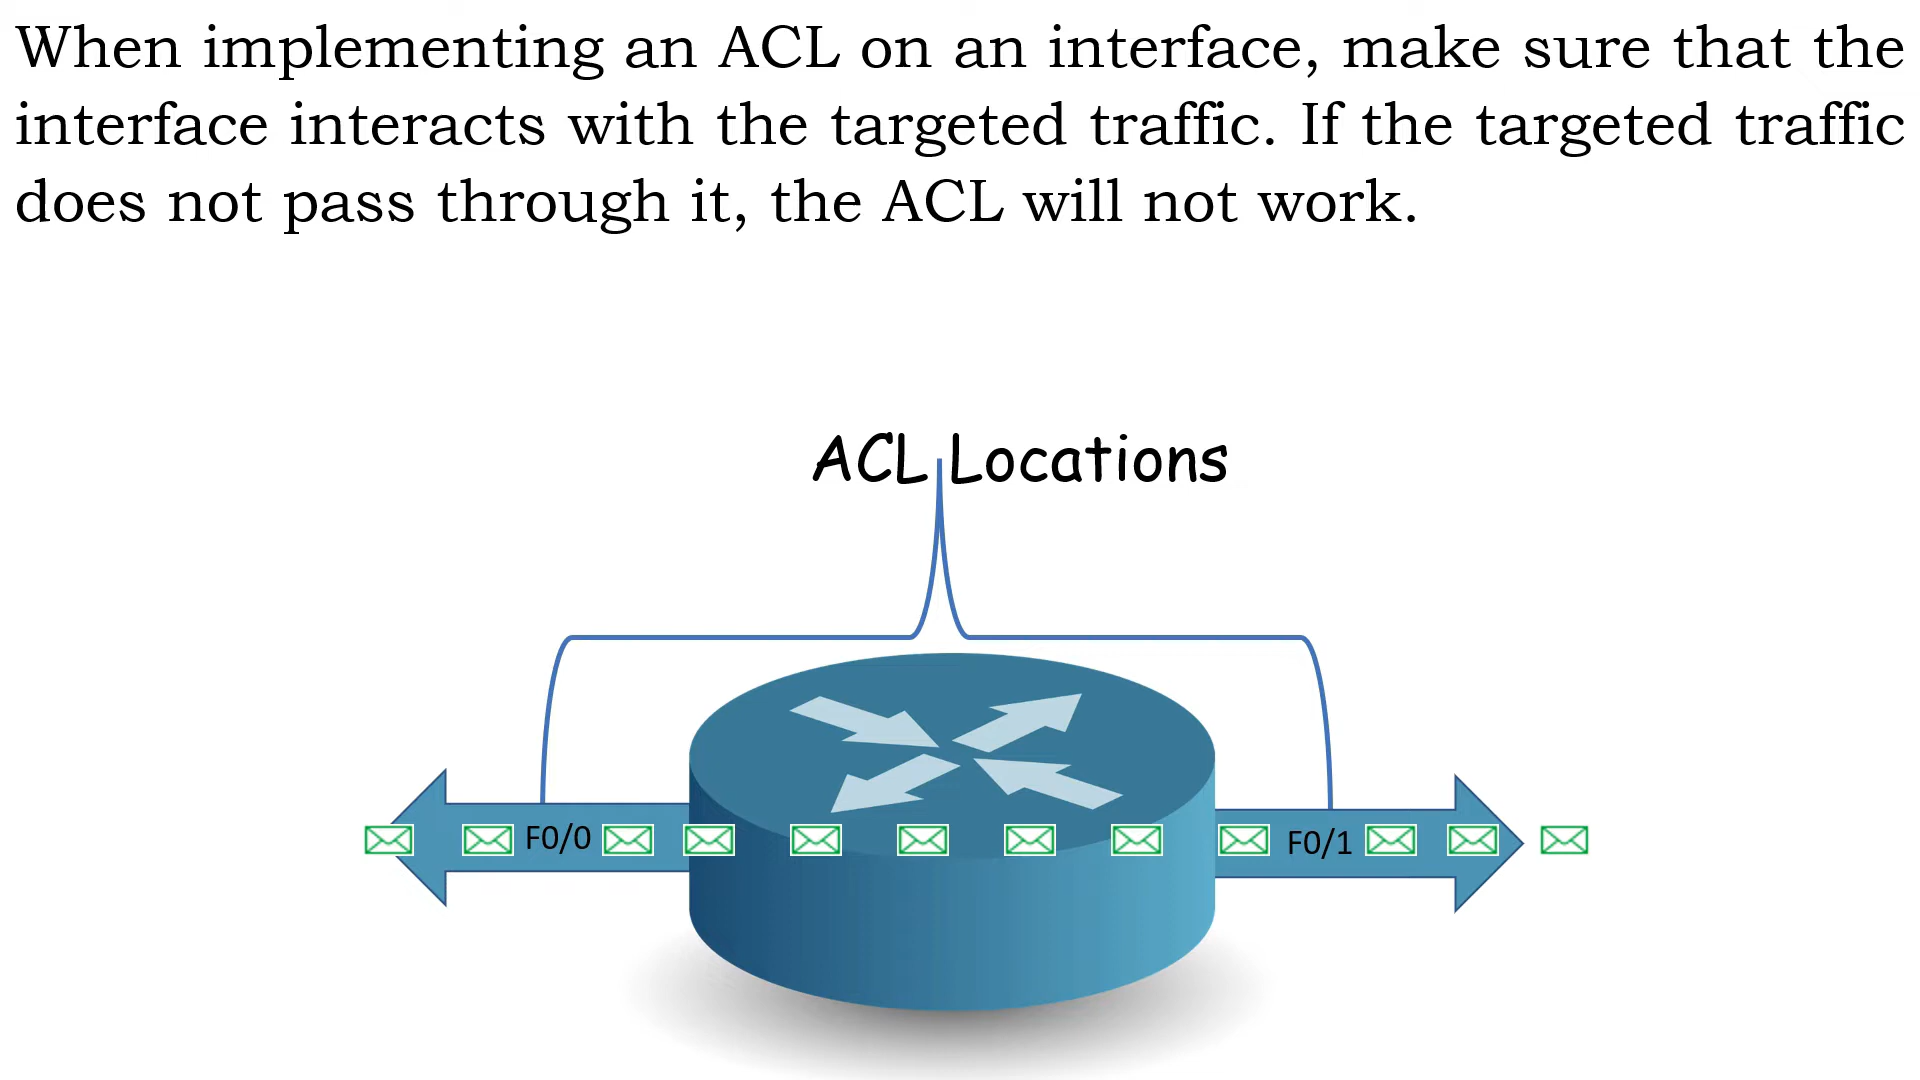 When implementing an ACL on an interface, make sure that the
interface interacts with the targeted traffic. If the targeted traffic
does not pass through it, the ACL will not work.
ACL Locations
F0/0
F0/1